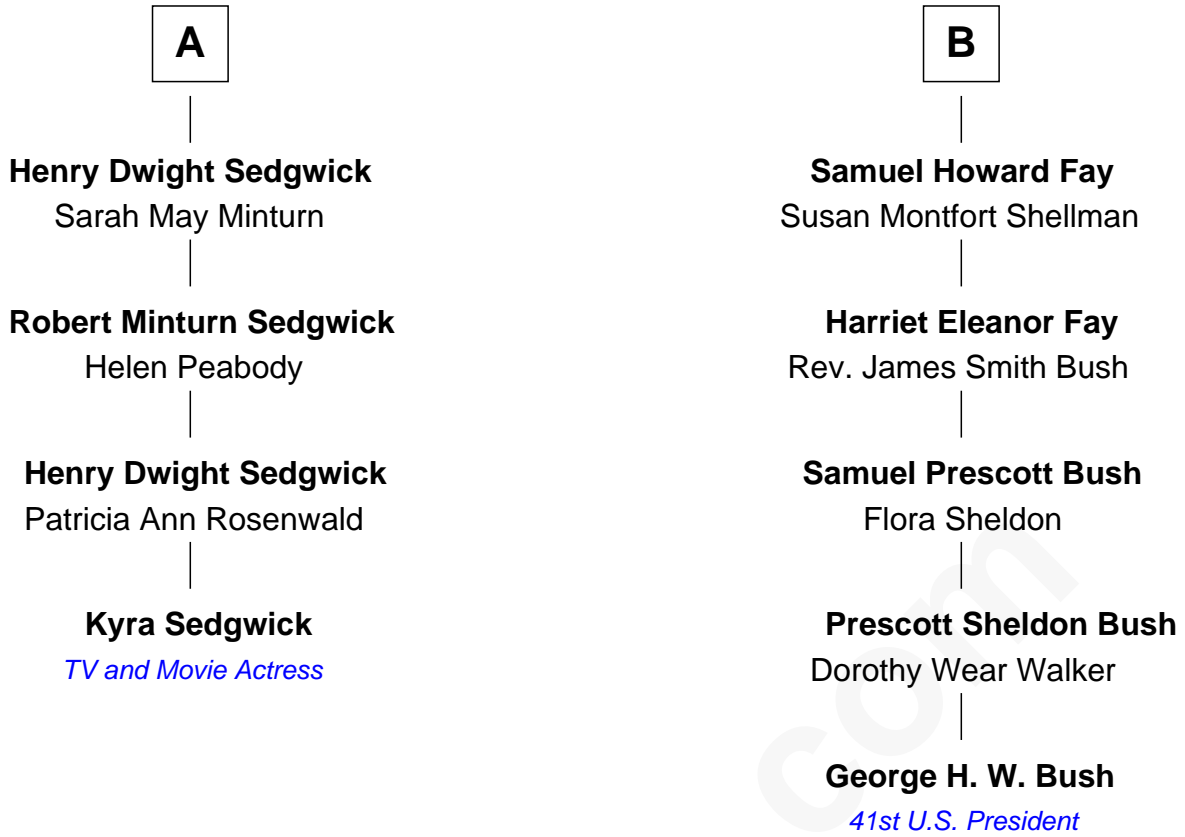 A
Henry Dwight Sedgwick
Sarah May Minturn
Robert Minturn Sedgwick
Helen Peabody
Henry Dwight Sedgwick
Patricia Ann Rosenwald
Kyra Sedgwick
TV and Movie Actress
B
Samuel Howard Fay
Susan Montfort Shellman
Harriet Eleanor Fay
Rev. James Smith Bush
Samuel Prescott Bush
Flora Sheldon
Prescott Sheldon Bush
Dorothy Wear Walker
George H. W. Bush
41st U.S. President
com